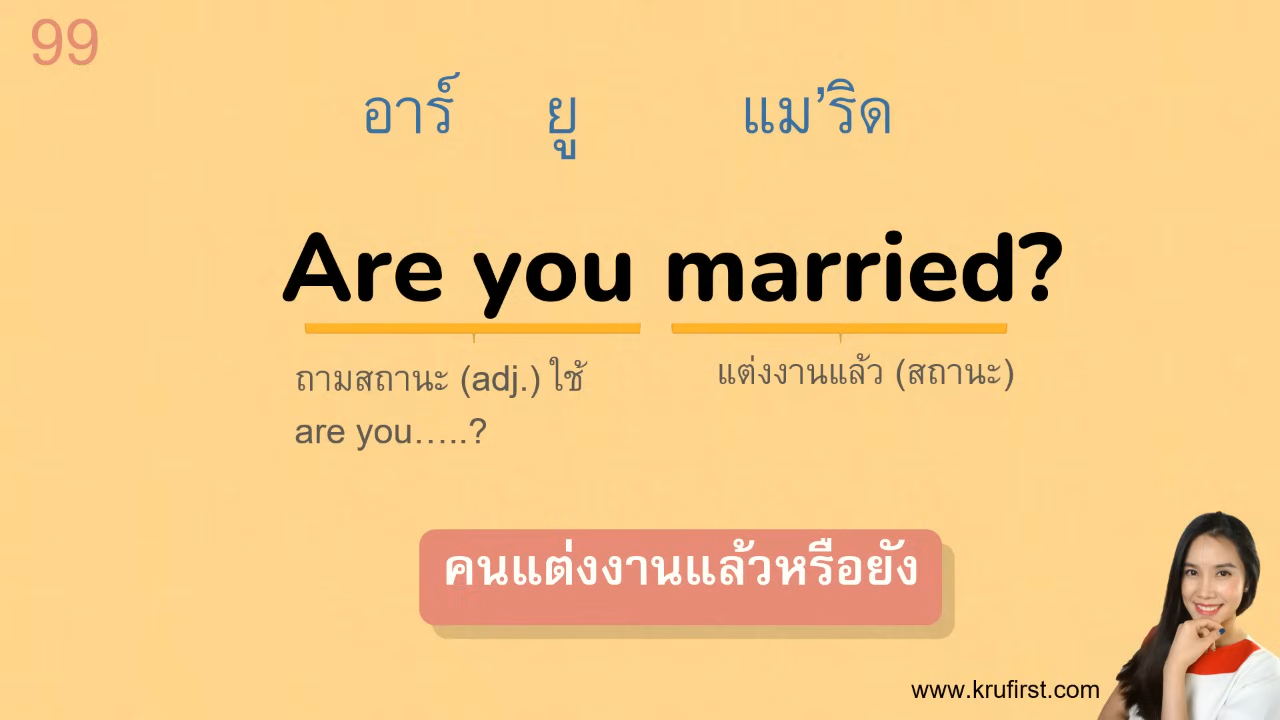 99
อาร์ ยู แม’ริด
Are you married?
ถามสถานะ (adj.) ใช้
are you…..?
แต่งงานแล้ว (สถานะ)
คนแต่งงานแล้วหรือยัง
www.krufirst.com